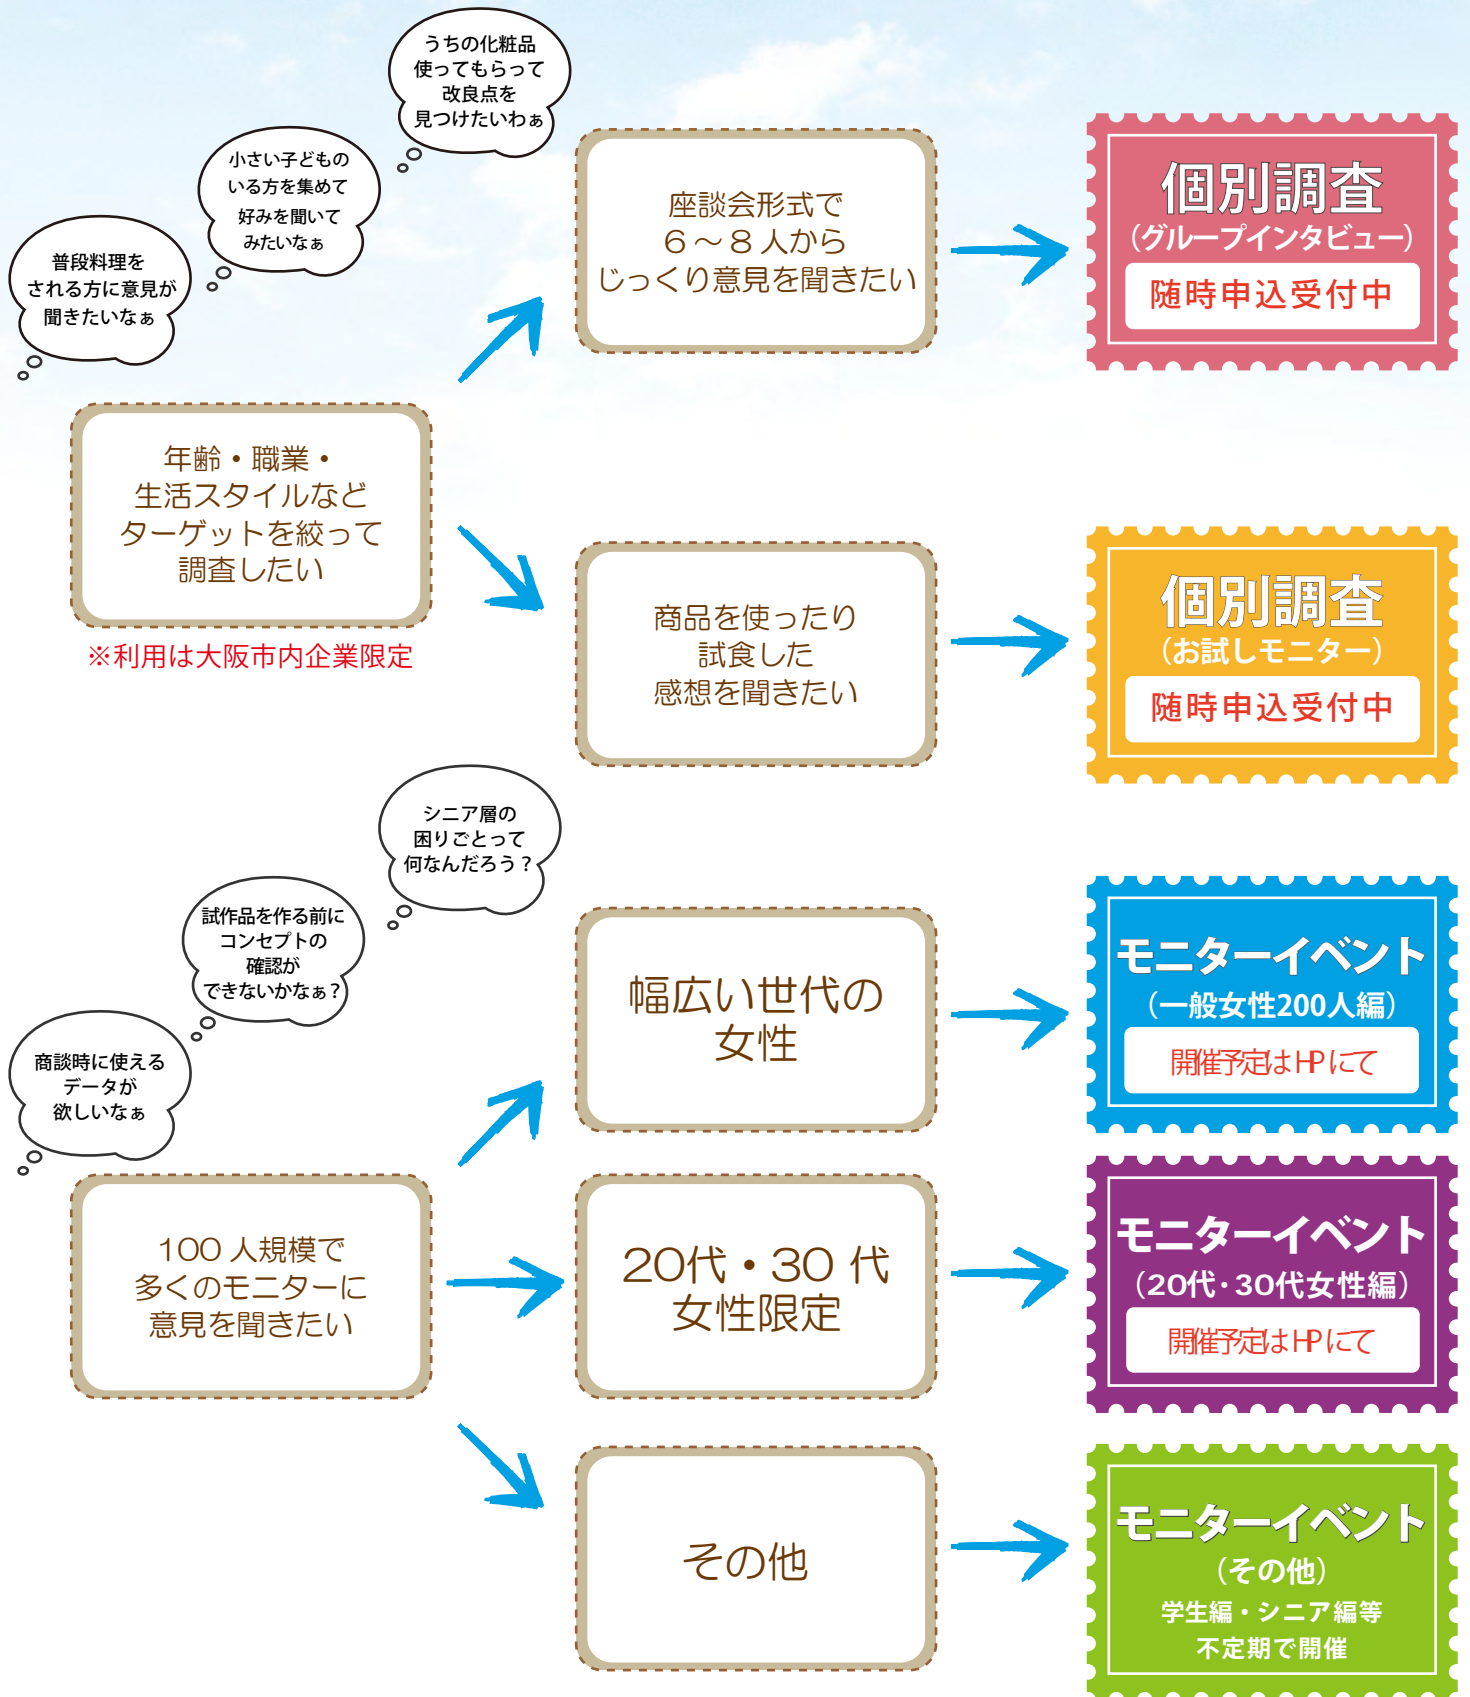 うちの化粧品
使ってもらって
改良点を
見つけたいわぁ
小さい子どもの
いる方を集めて
好みを聞いて
みたいなぁ
普段料理を
される方に意見が
聞きたいなぁ
年齢・職業・
生活スタイルなど
ターゲットを絞って
調査したい
※利用は大阪市内企業限定
座談会形式で
6～8人から
じっくり意見を聞きたい
個別調査
（グループインタビュー）
随時申込受付中
商品を使ったり
試食した
感想を聞きたい
個別調査
（お試しモニター）
随時申込受付中
シニア層の
困りごとって
何なんだろう？
試作品を作る前に
コンセプトの
確認が
できないかなぁ？
商談時に使える
データが
欲しいなぁ
100人規模で
多くのモニターに
意見を聞きたい
幅広い世代の
女性
モニターイベント
（一般女性200人編）
開催予定はHPにて
20代・30代
女性限定
モニターイベント
（20代・30代女性編）
開催予定はHPにて
その他
モニターイベント
（その他）
学生編・シニア編等
不定期で開催